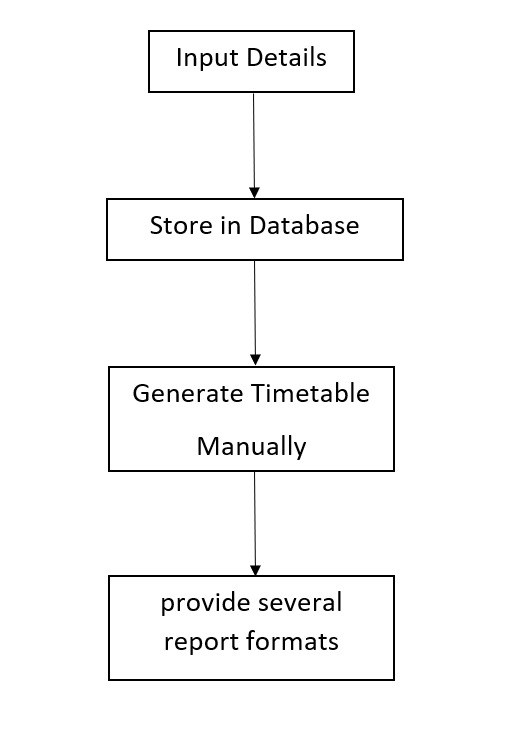 Input Details
Store in Database
Generate Timetable
Manually
provide several
report formats